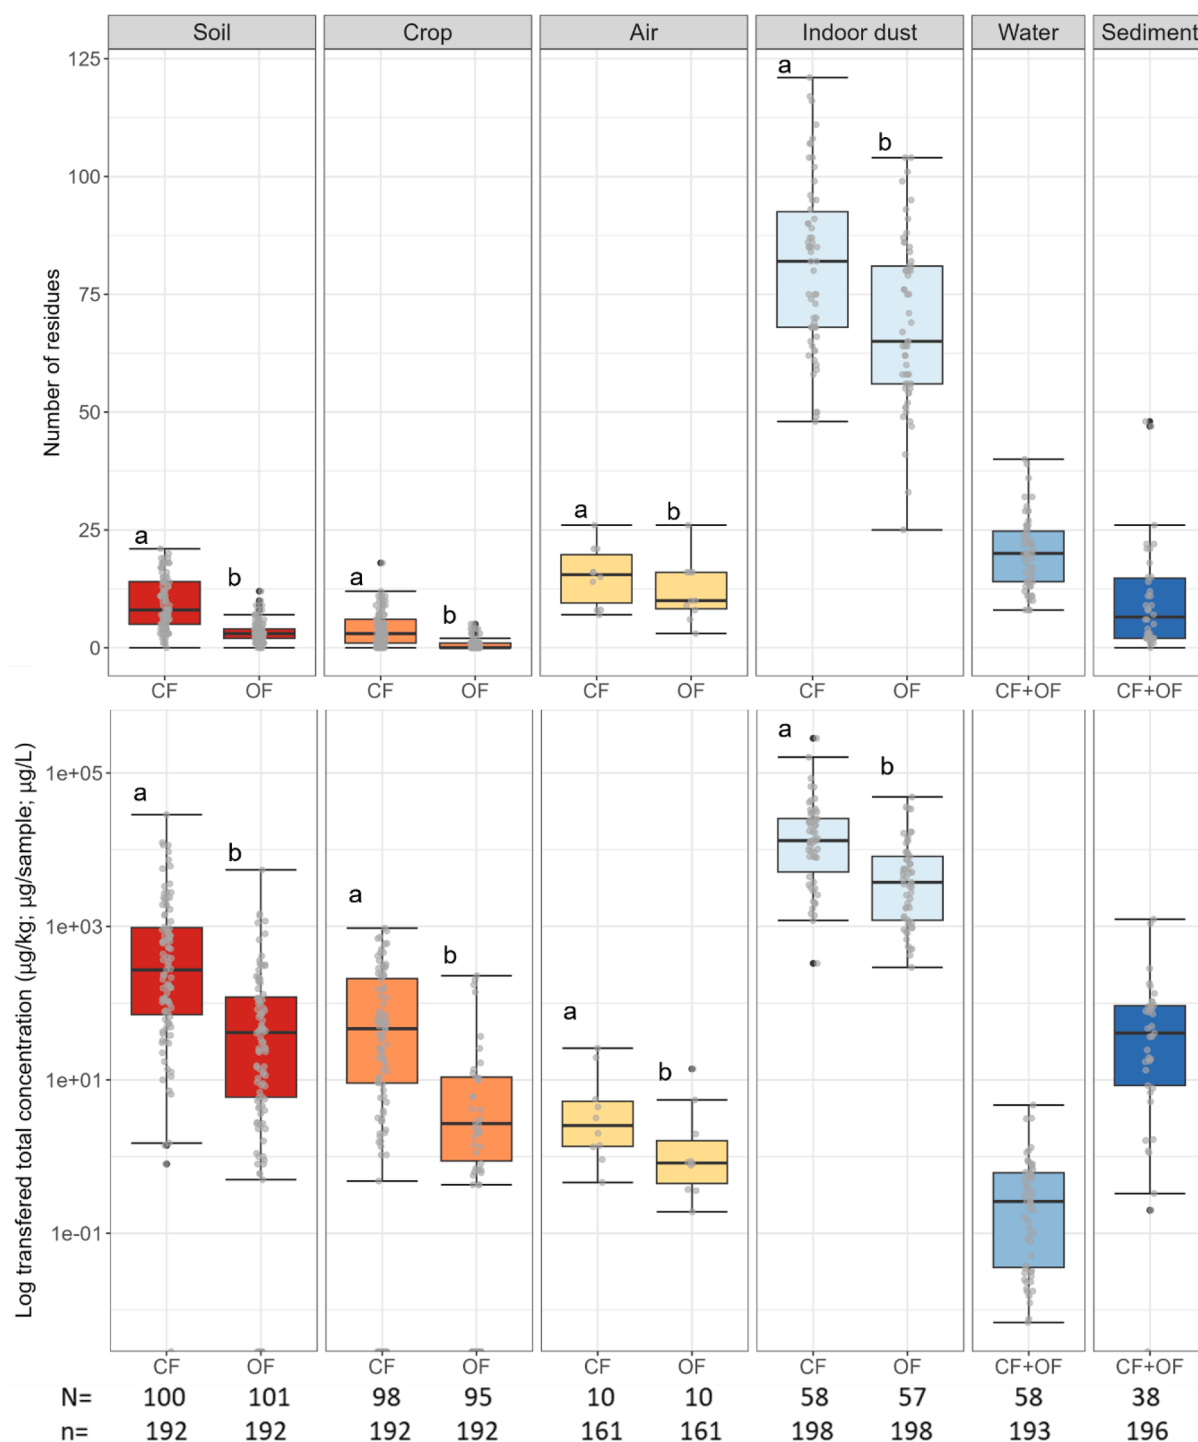 Soil Crop Air Indoor dust Water Sediment
Number of residues
125
a
b
100
75
50
25
a
b
a
b
a
b
0
CF OF CF OF CF OF CF OF CF+OF CF+OF
Log transfered total concentration (µg/kg; µg/sample; µg/L)
a
1e+05
b
a
b
a
1e+03
b
a
b
1e+01
1e-01
CF OF CF OF CF OF CF OF CF+OF CF+OF
N= 100 101 98 95 10 10 58 57 58 38
n= 192 192 192 192 161 161 198 198 193 196